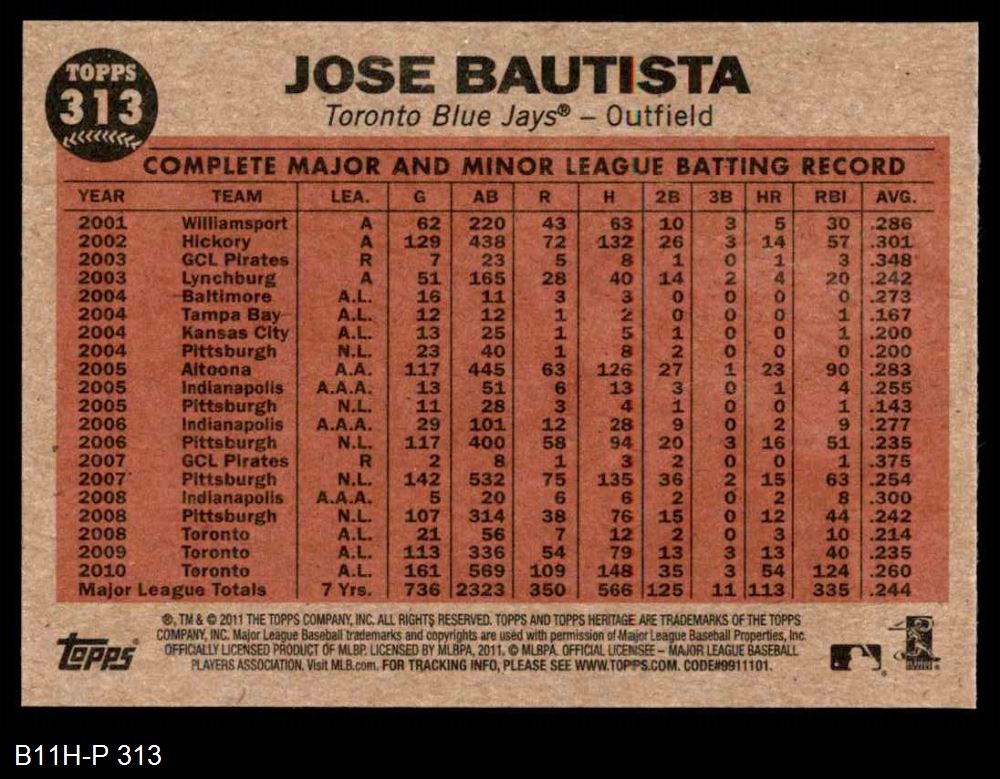 TOPPS
313
JOSE BAUTISTA
Toronto Blue Jays® – Outfield
COMPLETE MAJOR AND MINOR LEAGUE BATTING RECORD
YEAR TEAM LEA. G AB R H 2B 3B HR RBI AVG.
2001 Williamsport A 62 220 43 63 10 3 5 30 .286
2002 Hickory A 129 438 72 132 26 3 14 57 .301
2003 GCL Pirates R 7 23 5 8 1 0 1 3 .348
2003 Lynchburg A 51 165 28 40 14 2 4 20 .242
2004 Baltimore A.L. 16 11 3 3 0 0 0 0 .273
2004 Tampa Bay A.L. 12 12 1 2 0 0 0 1 .167
2004 Kansas City A.L. 13 25 1 5 1 0 0 1 .200
2004 Pittsburgh N.L. 23 40 1 8 2 0 0 0 .200
2005 Altoona A.A. 117 445 63 126 27 1 23 90 .283
2005 Indianapolis A.A.A. 13 51 6 13 3 0 1 4 .255
2005 Pittsburgh N.L. 11 28 3 4 1 0 0 1 .143
2006 Indianapolis A.A.A. 29 101 12 28 9 0 2 9 .277
2006 Pittsburgh N.L. 117 400 58 94 20 3 16 51 .235
2007 GCL Pirates R 2 8 1 3 2 0 0 1 .375
2007 Pittsburgh N.L. 142 532 75 135 36 2 15 63 .254
2008 Indianapolis A.A.A. 5 20 6 6 2 0 2 8 .300
2008 Pittsburgh N.L. 107 314 38 76 15 0 12 44 .242
2008 Toronto A.L. 21 56 7 12 2 0 3 10 .214
2009 Toronto A.L. 113 336 54 79 13 3 13 40 .235
2010 Toronto A.L. 161 569 109 148 35 3 54 124 .260
Major League Totals 7 Yrs. 736 2323 350 566 125 11 113 335 .244
®, TM & © 2011 THE TOPPS COMPANY, INC. ALL RIGHTS RESERVED. TOPPS AND TOPPS HERITAGE ARE TRADEMARKS OF THE TOPPS
COMPANY, INC. Major League Baseball trademarks and copyrights are used with permission of Major League Baseball Properties, Inc.
OFFICIALLY LICENSED PRODUCT OF MLBP. LICENSED BY MLBPA, 2011. © MLBPA. OFFICIAL LICENSEE – MAJOR LEAGUE BASEBALL
PLAYERS ASSOCIATION. Visit MLB.com. FOR TRACKING INFO, PLEASE SEE WWW.TOPPS.COM. CODE#9911101.
topps
B11H-P 313